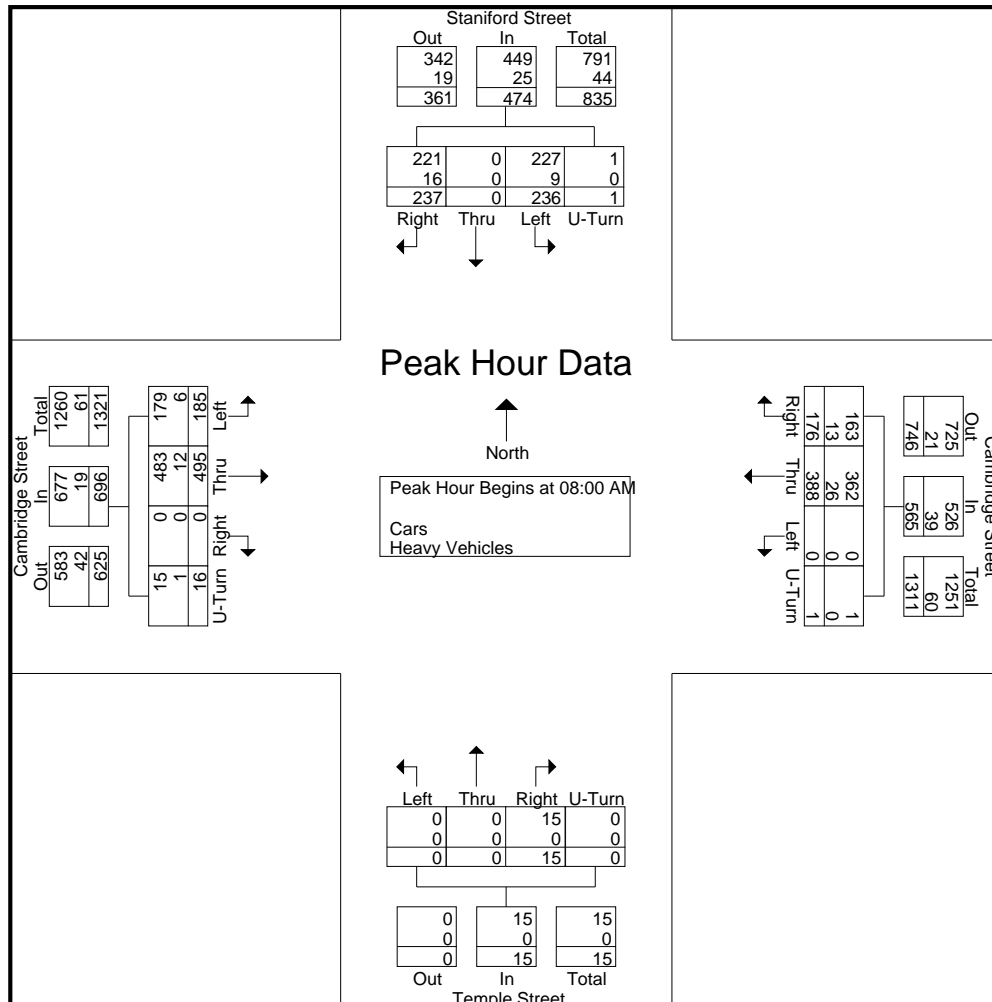 Staniford Street
Out In Total
342 449 791
19 25 44
361 474 835
221 0 227 1
16 0 9 0
237 0 236 1
Right Thru Left U-Turn
Peak Hour Data
North
Peak Hour Begins at 08:00 AM
Cars
Heavy Vehicles
Cambridge Street
Out In Total
583 677 1260
42 19 61
625 696 1321
15 0 483 179
1 0 12 6
16 0 495 185
U-Turn Right Thru Left
Cambridge Street
Out In Total
725 526 1251
21 39 60
746 565 1311
163 362 0 1
13 26 0 0
176 388 0 1
Right Thru Left U-Turn
Left Thru Right U-Turn
0 0 15 0
0 0 0 0
0 0 15 0
0 15 15
0 0 0
0 15 15
Out In Total
Temple Street